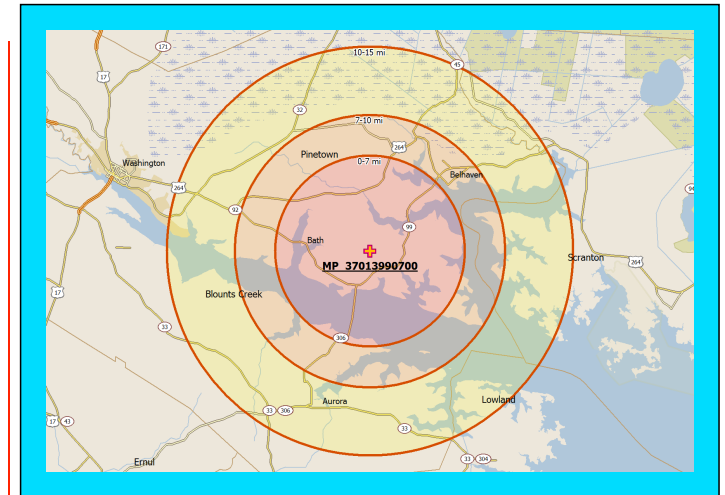 10-15 mi
171
45
17
32
7-10 mi
264
Pinetown
0-7 mi
Washington
Belhaven
264
94
92
99
Bath
Scranton
264
MP_37013990700
17
Blounts Creek
33
306
Aurora
Lowland
33 306
17 43
33
Ernul
33 304